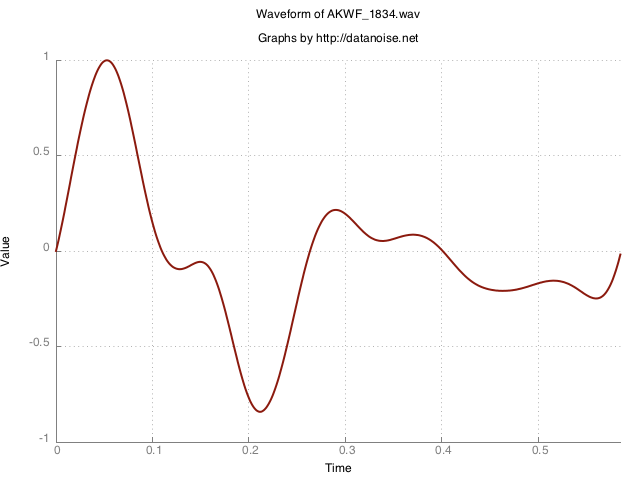 Waveform of AKWF_1834.wav
Graphs by http://datanoise.net
1
0.5
0
-0.5
-1
Value
0 0.1 0.2 0.3 0.4 0.5
Time